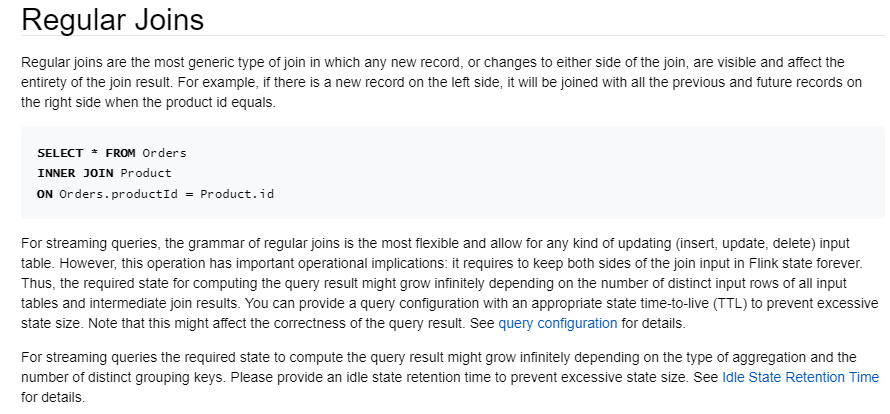 Regular Joins
Regular joins are the most generic type of join in which any new record, or changes to either side of the join, are visible and affect the
entirety of the join result. For example, if there is a new record on the left side, it will be joined with all the previous and future records on
the right side when the product id equals.
SELECT * FROM Orders
INNER JOIN Product
ON Orders.productId = Product.id
For streaming queries, the grammar of regular joins is the most flexible and allow for any kind of updating (insert, update, delete) input
table. However, this operation has important operational implications: it requires to keep both sides of the join input in Flink state forever.
Thus, the required state for computing the query result might grow infinitely depending on the number of distinct input rows of all input
tables and intermediate join results. You can provide a query configuration with an appropriate state time-to-live (TTL) to prevent excessive
state size. Note that this might affect the correctness of the query result. See query configuration for details.
For streaming queries the required state to compute the query result might grow infinitely depending on the type of aggregation and the
number of distinct grouping keys. Please provide an idle state retention time to prevent excessive state size. See Idle State Retention Time
for details.